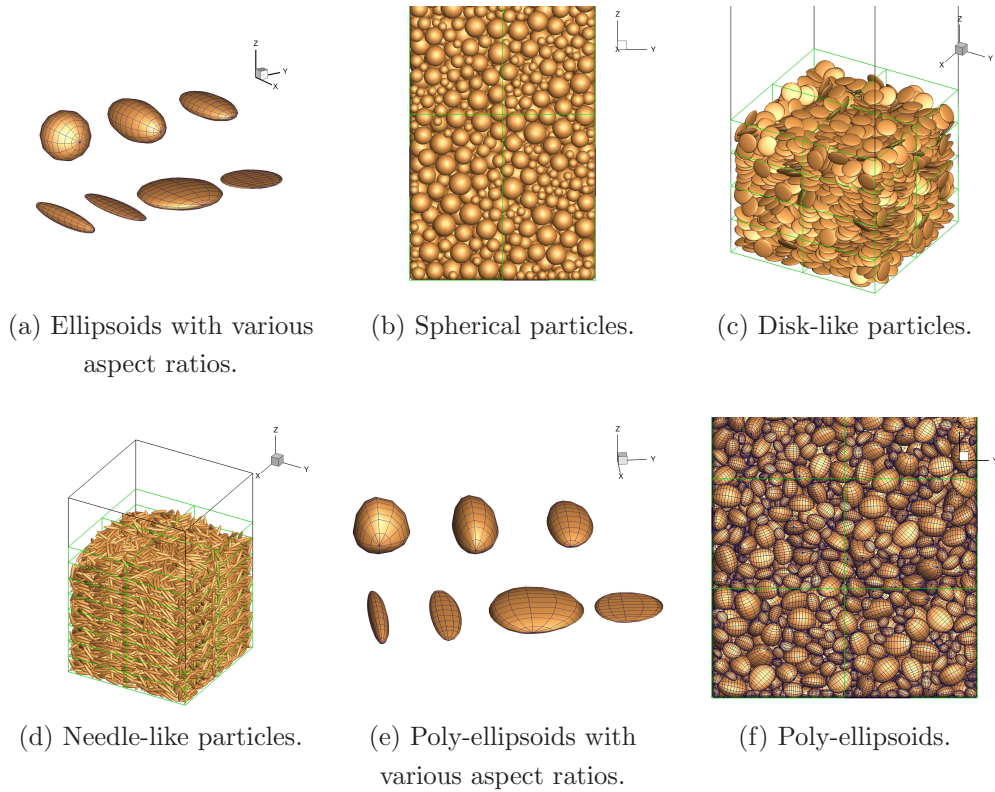 Z
Y
X
Z
X
Y
Z
X
Y
(a) Ellipsoids with various
aspect ratios.
(b) Spherical particles.
(c) Disk-like particles.
Z
X
Y
Z
Y
X
Y
(d) Needle-like particles.
(e) Poly-ellipsoids with
various aspect ratios.
(f) Poly-ellipsoids.